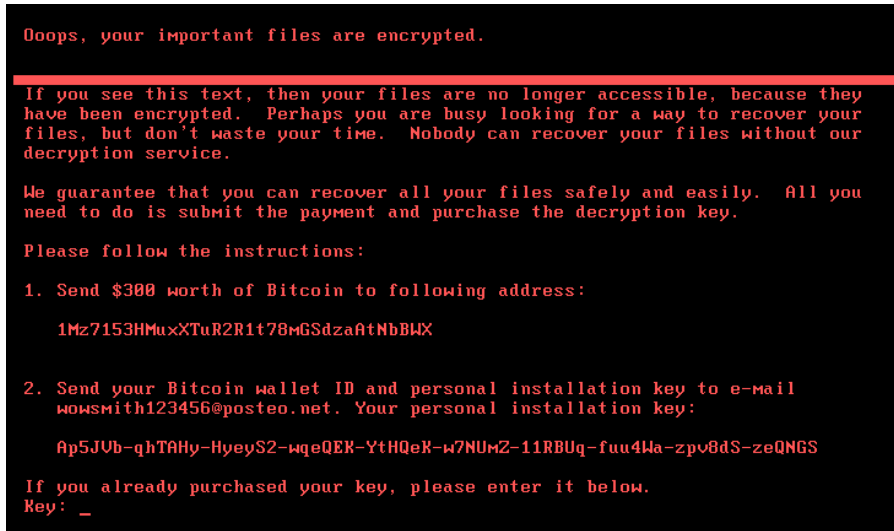 Ooops, your important files are encrypted.
If you see this text, then your files are no longer accessible, because they
have been encrypted.  Perhaps you are busy looking for a way to recover your
files, but don't waste your time.  Nobody can recover your files without our
decryption service.
We guarantee that you can recover all your files safely and easily.  All you
need to do is submit the payment and purchase the decryption key.
Please follow the instructions:
1. Send $300 worth of Bitcoin to following address:
1Mz7153HMuxXTuR2R1t78mGSdzaAtNbBWX
2. Send your Bitcoin wallet ID and personal installation key to e-mail
wowsmith123456@posteo.net. Your personal installation key:
Ap5JVb-qhTAHy-HyeyS2-wqeQEK-YtHQeK-w7NUmZ-11RBUq-fuu4Wa-zpv8dS-zeQNGS
If you already purchased your key, please enter it below.
Key: _